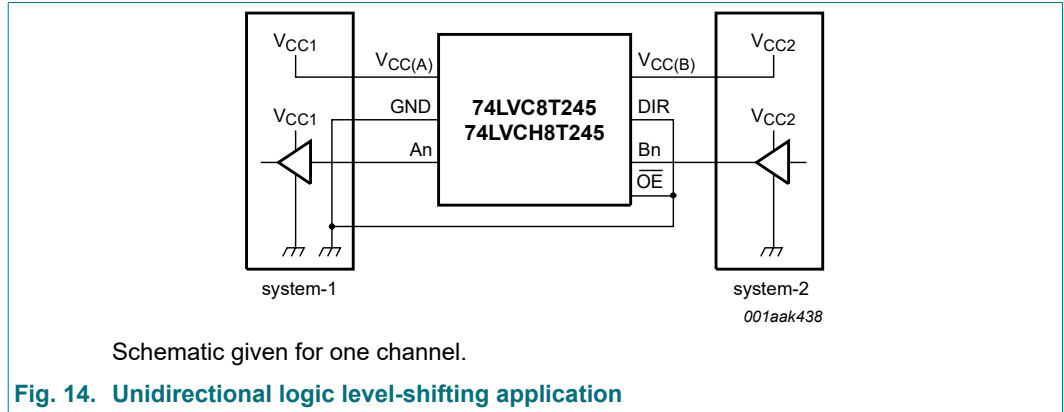 VCC1
VCC(A)
VCC(B)
VCC2
GND
74LVC8T245
DIR
VCC1
74LVCH8T245
VCC2
An
Bn
OE
system-1
system-2
001aak438
Schematic given for one channel.
Fig. 14. Unidirectional logic level-shifting application